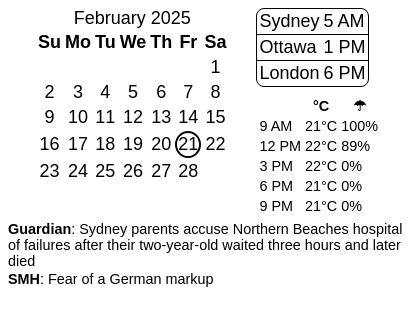 February 2025
Su Mo Tu We Th Fr Sa
1
2 3 4 5 6 7 8
9 10 11 12 13 14 15
16 17 18 19 20 21 22
23 24 25 26 27 28
Sydney 5 AM
Ottawa 1 PM
London 6 PM
°C ☂
9 AM 21°C 100%
12 PM 22°C 89%
3 PM 22°C 0%
6 PM 21°C 0%
9 PM 21°C 0%
Guardian: Sydney parents accuse Northern Beaches hospital
of failures after their two-year-old waited three hours and later
died
SMH: Fear of a German markup